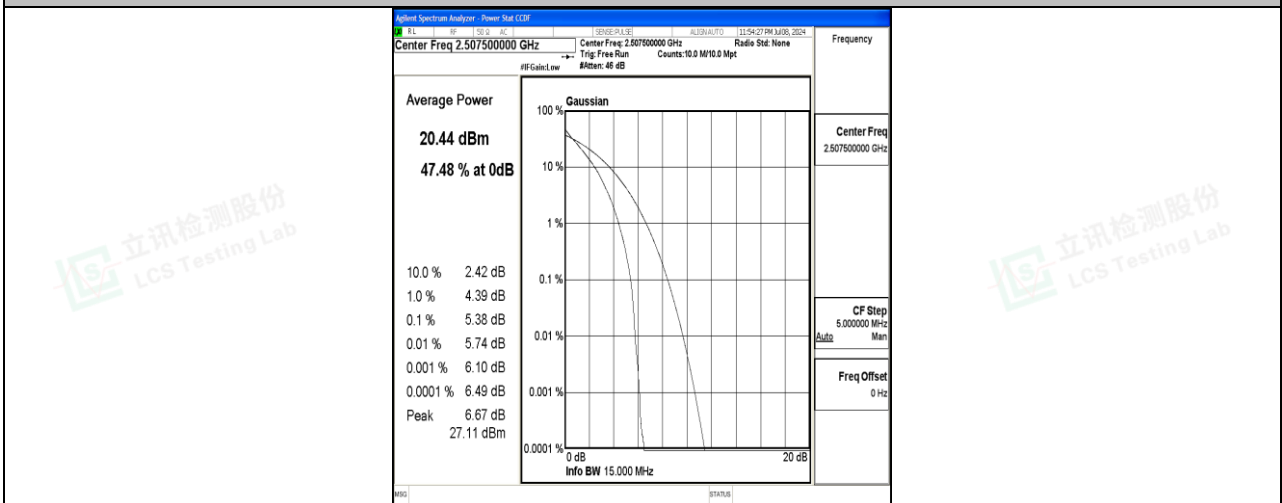 Agilent Spectrum Analyzer - Power Stat CCDF
RL RF 50 Ω AC SENSE:PULSE ALIGN AUTO 11:54:27 PM Jul 08, 2024
Center Freq 2.507500000 GHz
Center Freq: 2.507500000 GHz Radio Std: None
Trig: Free Run Counts:10.0 M/10.0 Mpt
#IFGain:Low #Atten: 46 dB
Frequency
Average Power
20.44 dBm
47.48 % at 0dB
10.0 % 2.42 dB
1.0 % 4.39 dB
0.1 % 5.38 dB
0.01 % 5.74 dB
0.001 % 6.10 dB
0.0001 % 6.49 dB
Peak 6.67 dB
27.11 dBm
Gaussian
100 %
10 %
1 %
0.1 %
0.01 %
0.001 %
0.0001 %
0 dB 20 dB
Info BW 15.000 MHz
Center Freq
2.507500000 GHz
CF Step
5.000000 MHz
Auto Man
Freq Offset
0 Hz
MSG STATUS
立讯检测股份
LCS Testing Lab
立讯检测股份
LCS Testing Lab